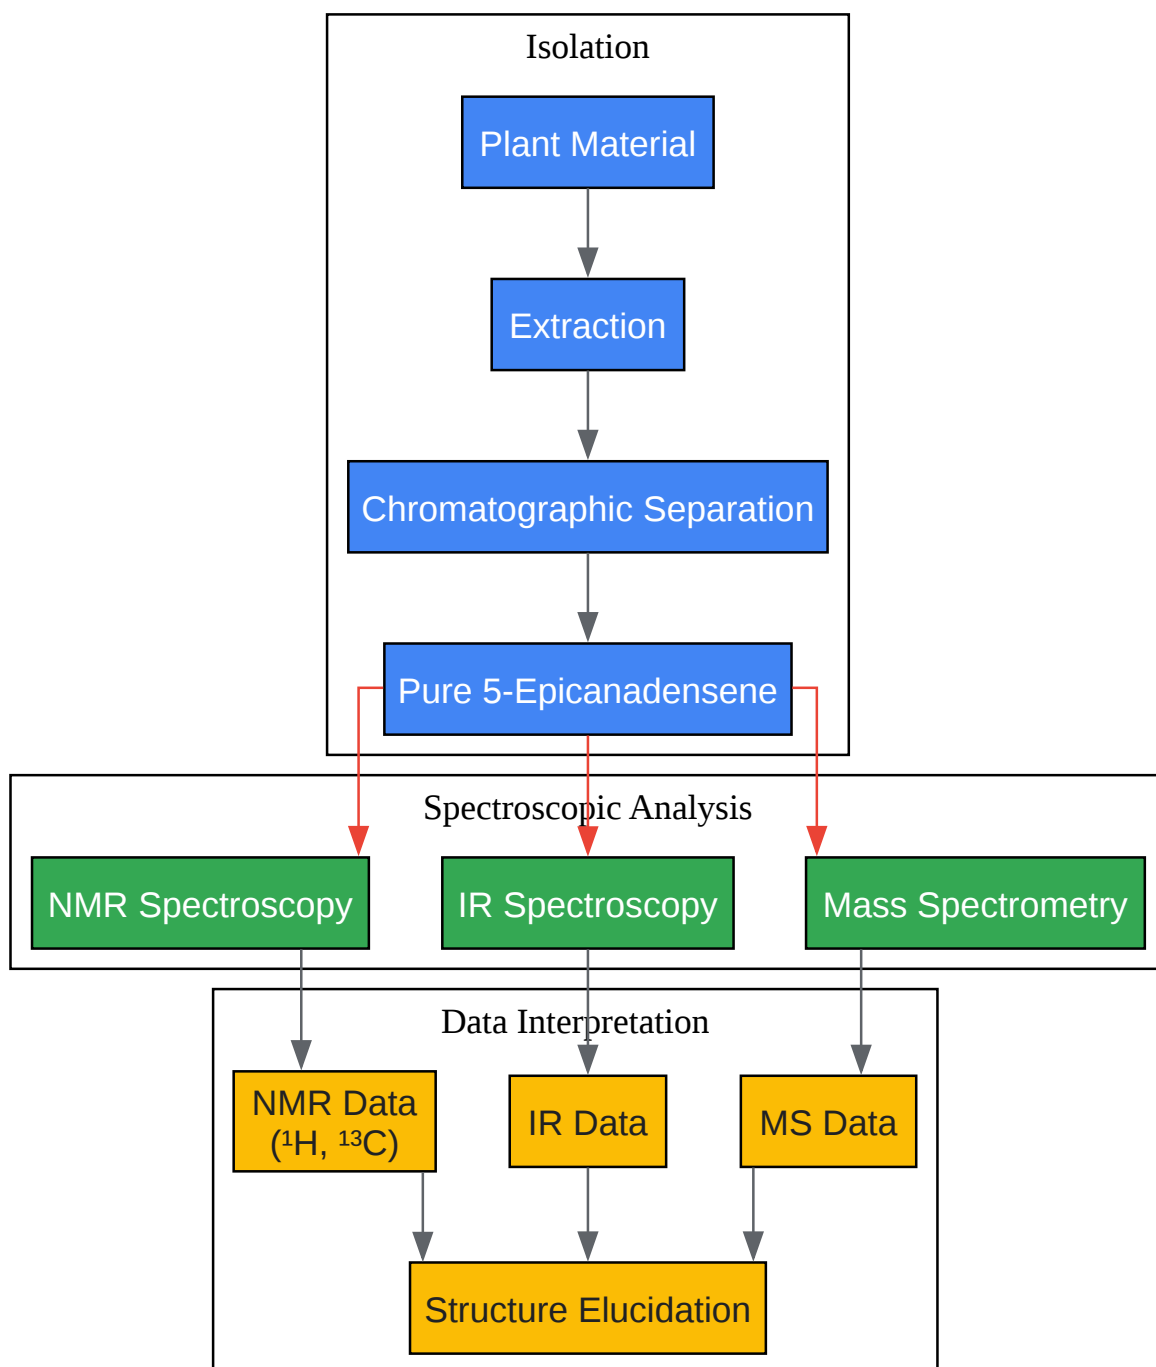 Isolation
Plant Material
Extraction
Chromatographic Separation
Pure 5-Epicanadensene
Spectroscopic Analysis
NMR Spectroscopy
IR Spectroscopy
Mass Spectrometry
Data Interpretation
NMR Data
(¹H, ¹³C)
IR Data
MS Data
Structure Elucidation